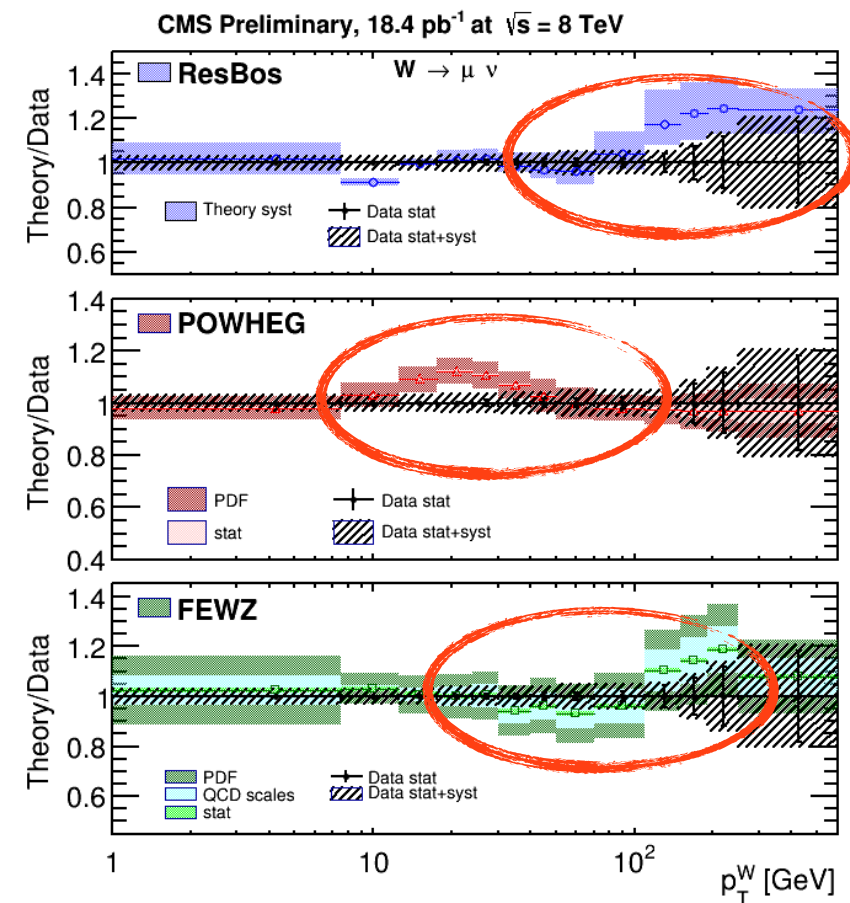 CMS Preliminary, 18.4 pb⁻¹ at √s = 8 TeV
1.4
ResBos
W → μ ν
1.2
1
0.8
0.6
Theory/Data
Theory syst
Data stat
Data stat+syst
1.4
POWHEG
1.2
1
0.8
0.6
0.4
Theory/Data
PDF
Data stat
stat
Data stat+syst
1.4
FEWZ
1.2
1
0.8
0.6
Theory/Data
PDF
Data stat
QCD scales
Data stat+syst
stat
1
10
10²
p_T^W [GeV]